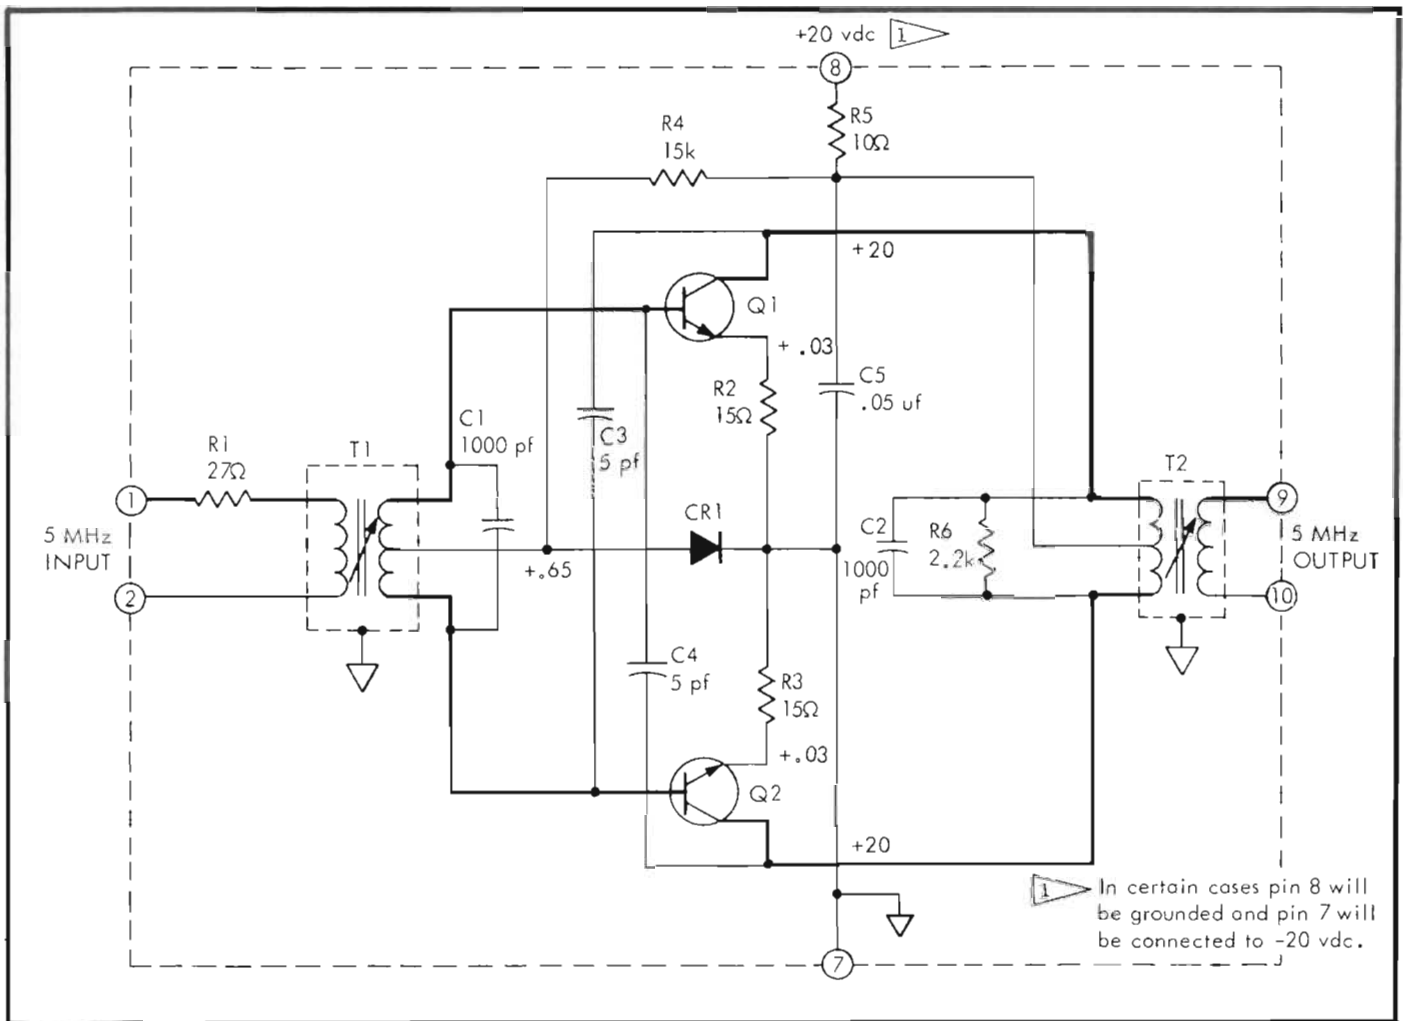 +20 vdc 1
8
R5
10Ω
R4
15k
+20
Q1
+ .03
R2
15Ω
C5
.05 uf
C1
1000 pf
C3
5 pf
R1
27Ω
T1
T2
1
9
5 MHz
INPUT
CR1
C2
1000
pf
R6
2.2k
5 MHz
OUTPUT
+.65
2
10
C4
5 pf
R3
15Ω
+.03
Q2
+20
1 In certain cases pin 8 will
be grounded and pin 7 will
be connected to -20 vdc.
7